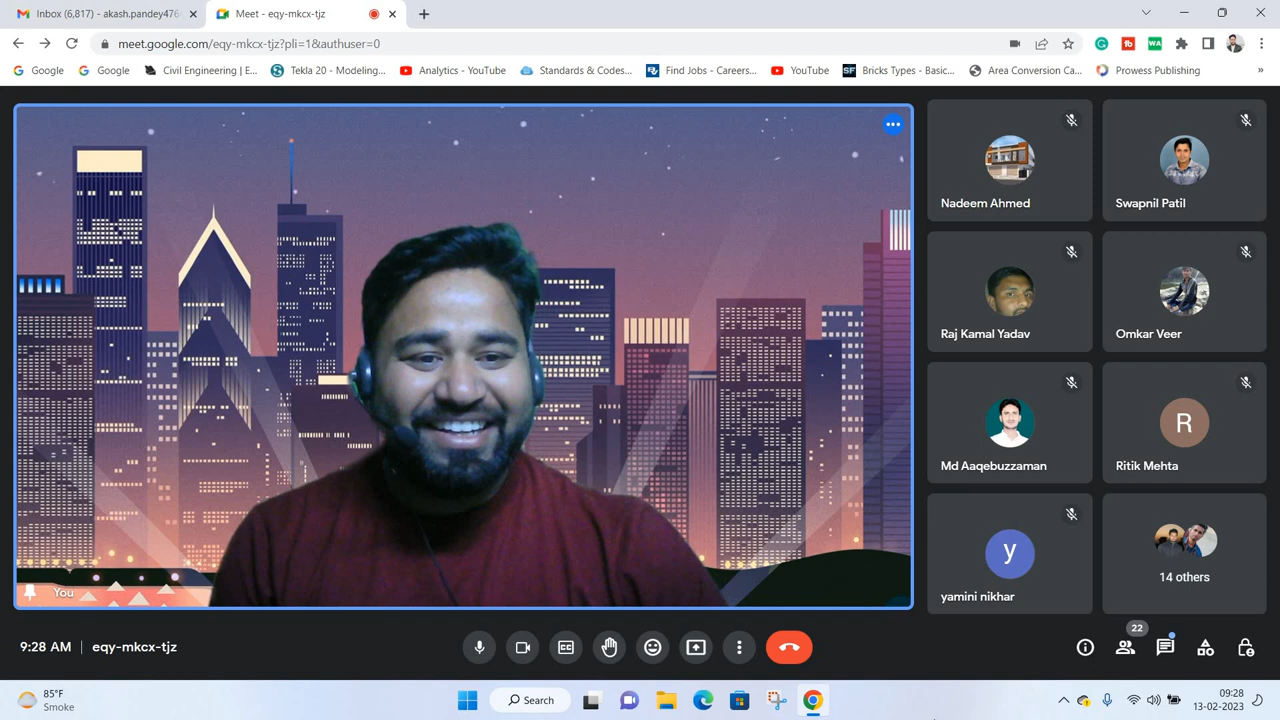 Inbox (6,817) - akash.pandey476
Meet - eqy-mkcx-tjz
meet.google.com/eqy-mkcx-tjz?pli=1&authuser=0
Google
Google
Civil Engineering | E...
Tekla 20 - Modeling...
Analytics - YouTube
Standards & Codes...
Find Jobs - Careers...
YouTube
SF
Bricks Types - Basic...
Area Conversion Ca...
Prowess Publishing
»
Nadeem Ahmed
Swapnil Patil
Raj Kamal Yadav
Omkar Veer
Md Aaqebuzzaman
R
Ritik Mehta
y
yamini nikhar
14 others
You
9:28 AM | eqy-mkcx-tjz
CC
22
85°F
Smoke
Search
09:28
13-02-2023